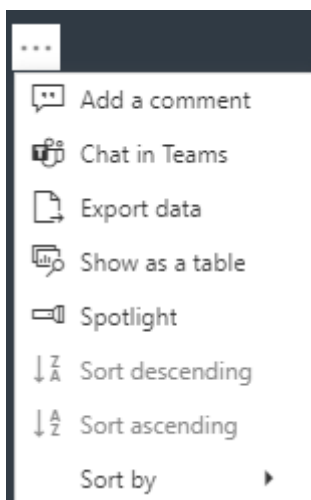 ...
Add a comment
Chat in Teams
Export data
Show as a table
Spotlight
Sort descending
Sort ascending
Sort by